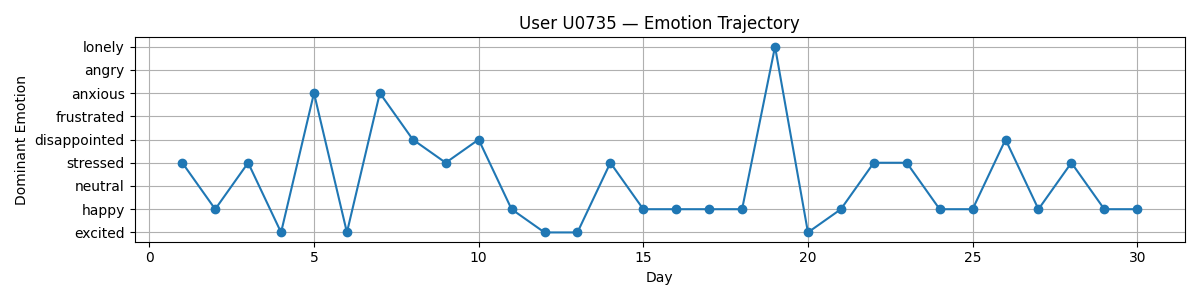 User U0735 — Emotion Trajectory
Dominant Emotion
lonely
angry
anxious
frustrated
disappointed
stressed
neutral
happy
excited
0 5 10 15 20 25 30
Day